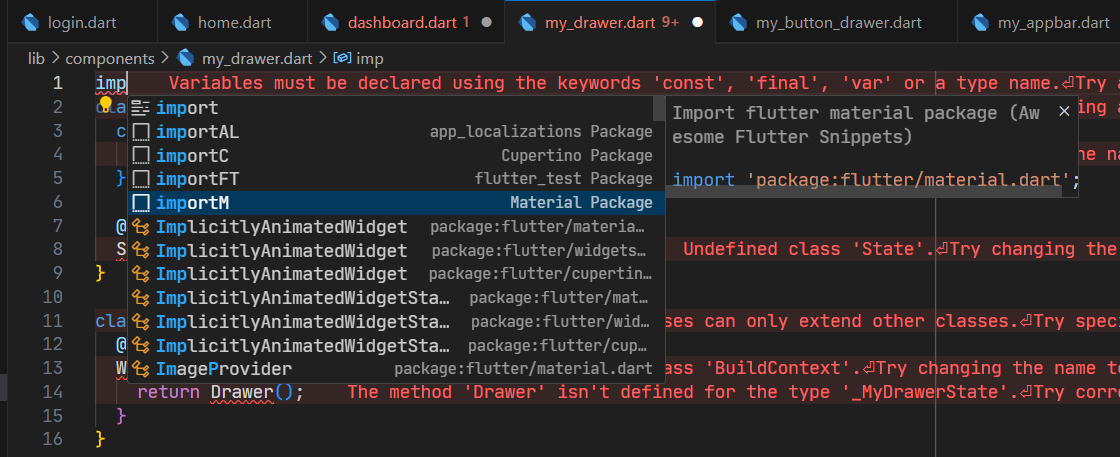 login.dart home.dart dashboard.dart 1 my_drawer.dart 9+ my_button_drawer.dart my_appbar.dart
lib > components > my_drawer.dart > imp
1 imp Variables must be declared using the keywords 'const', 'final', 'var' or a type name.⏎Try a
2 cla
3 c
4
5 }
6
7 @
8 S Undefined class 'State'.⏎Try changing the
9 }
10
11 cla ses can only extend other classes.⏎Try speci
12 @
13 W ass 'BuildContext'.⏎Try changing the name to
14 return Drawer(); The method 'Drawer' isn't defined for the type '_MyDrawerState'.⏎Try corre
15 }
16 }
import
importAL app_localizations Package
importC Cupertino Package
importFT flutter_test Package
importM Material Package
ImplicitlyAnimatedWidget package:flutter/materia…
ImplicitlyAnimatedWidget package:flutter/widgets…
ImplicitlyAnimatedWidget package:flutter/cupertin…
ImplicitlyAnimatedWidgetSta… package:flutter/mat…
ImplicitlyAnimatedWidgetSta… package:flutter/wid…
ImplicitlyAnimatedWidgetSta… package:flutter/cup…
ImageProvider package:flutter/material.dart
Import flutter material package (Aw
esome Flutter Snippets)
import 'package:flutter/material.dart';
ing a
he na